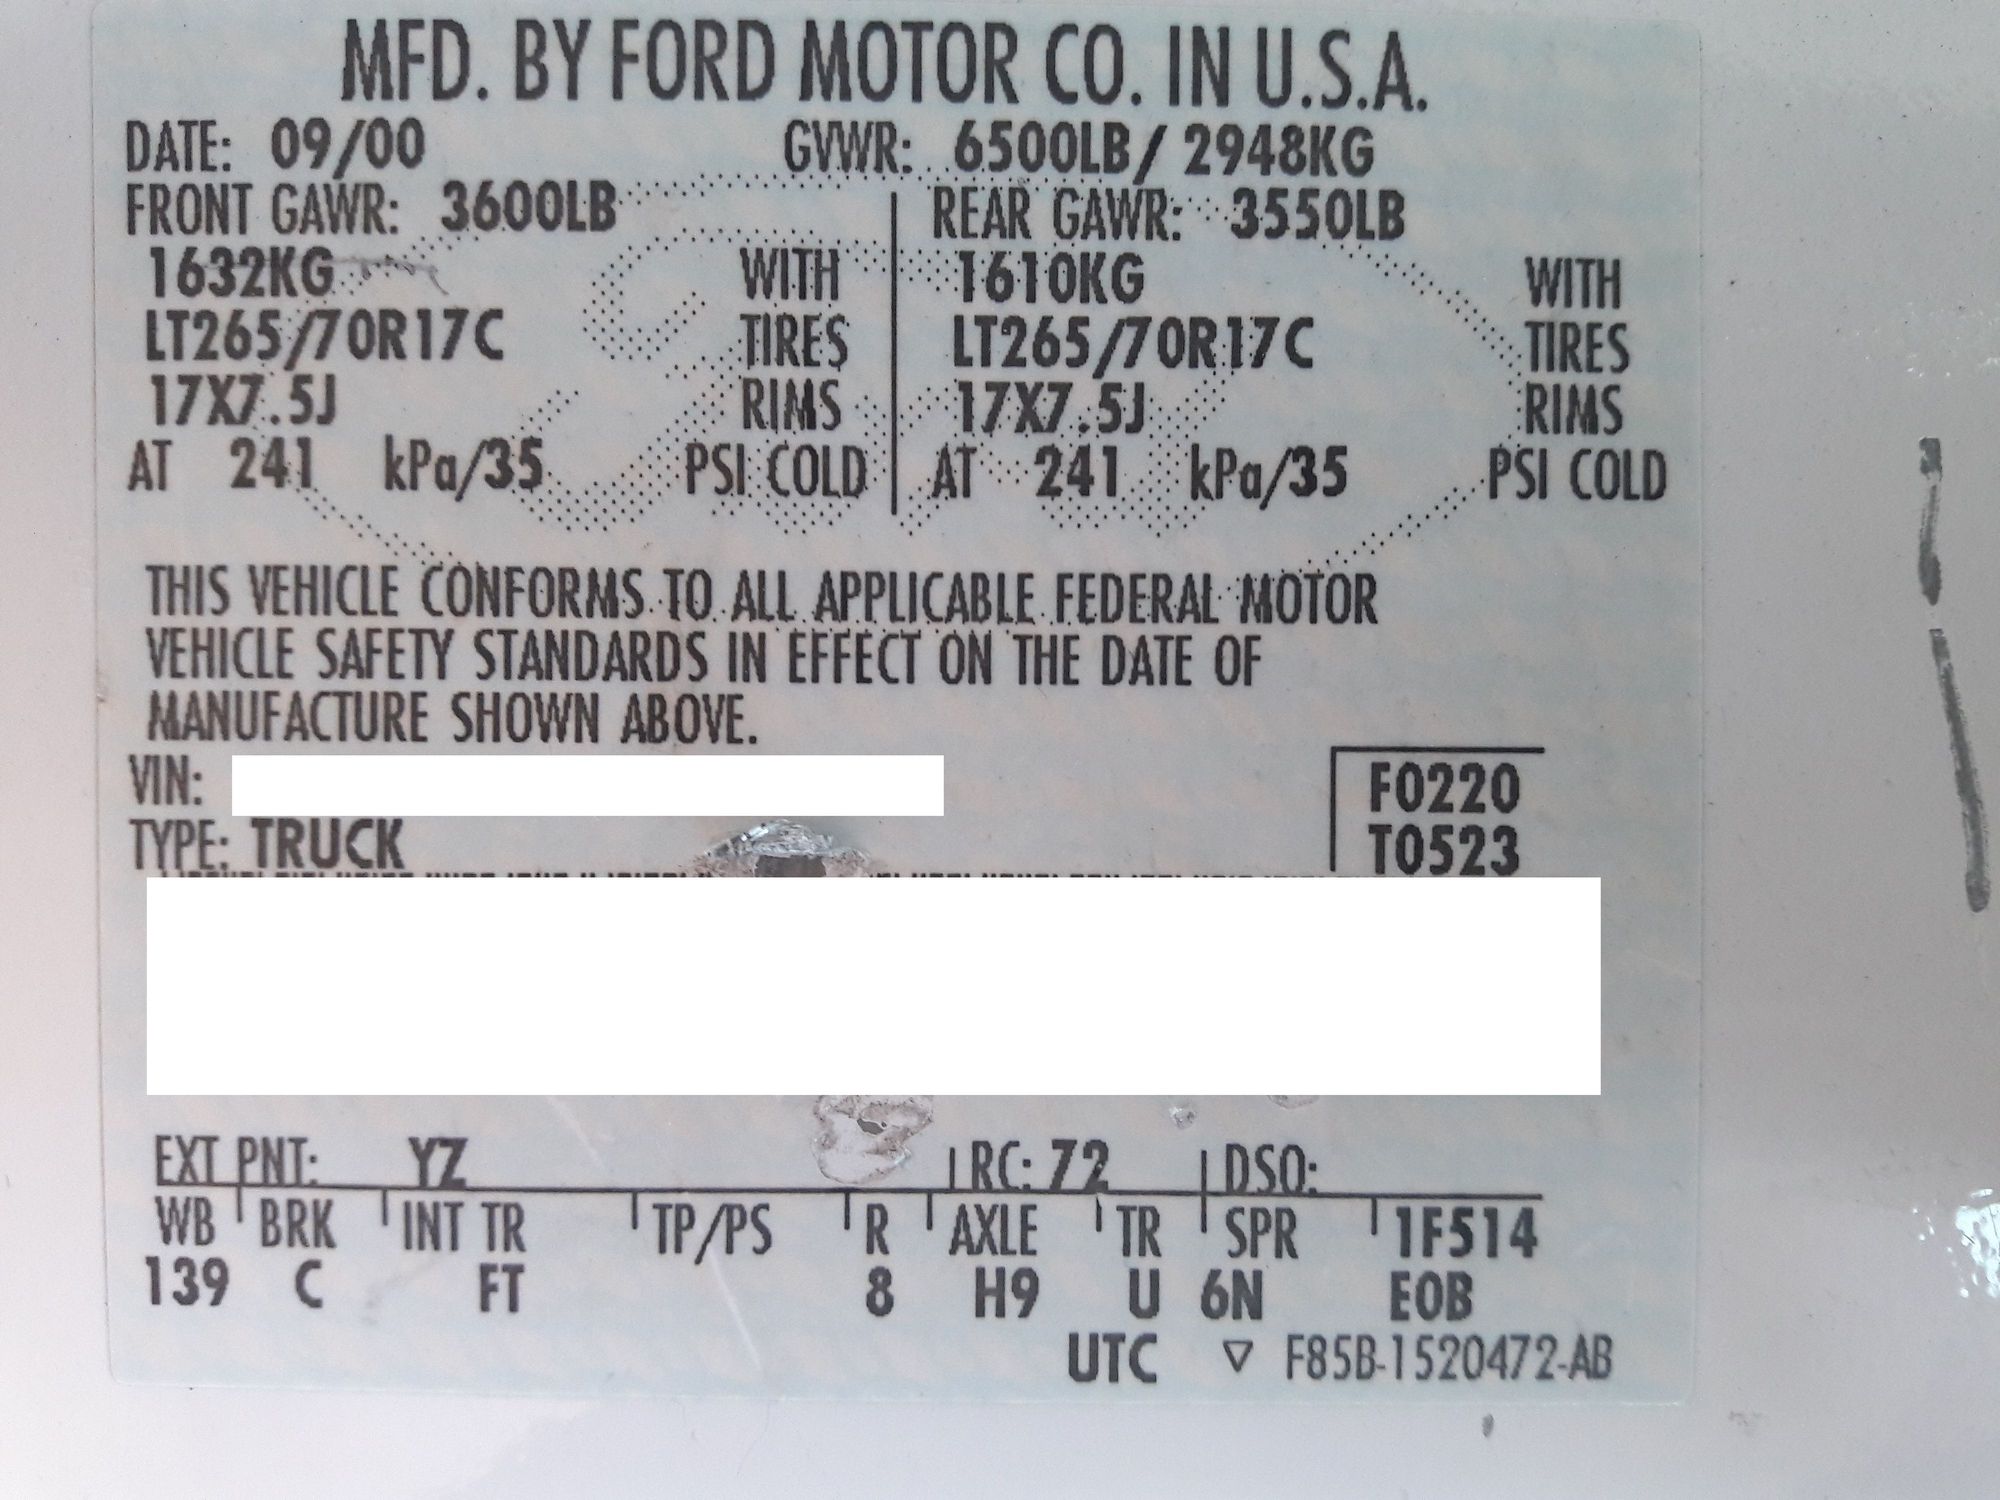 MFD. BY FORD MOTOR CO. IN U.S.A.
DATE: 09/00 GVWR: 6500LB/ 2948KG
FRONT GAWR: 3600LB REAR GAWR: 3550LB
1632KG WITH 1610KG WITH
LT265/70R17C TIRES LT265/70R17C TIRES
17X7.5J RIMS 17X7.5J RIMS
AT 241 kPa/35 PSI COLD AT 241 kPa/35 PSI COLD
THIS VEHICLE CONFORMS TO ALL APPLICABLE FEDERAL MOTOR
VEHICLE SAFETY STANDARDS IN EFFECT ON THE DATE OF
MANUFACTURE SHOWN ABOVE.
VIN: F0220
TYPE: TRUCK T0523
EXT PNT: YZ RC: 72 DSO:
WB BRK INT TR TP/PS R AXLE TR SPR 1F514
139 C FT 8 H9 U 6N EOB
UTC ▽ F85B-1520472-AB